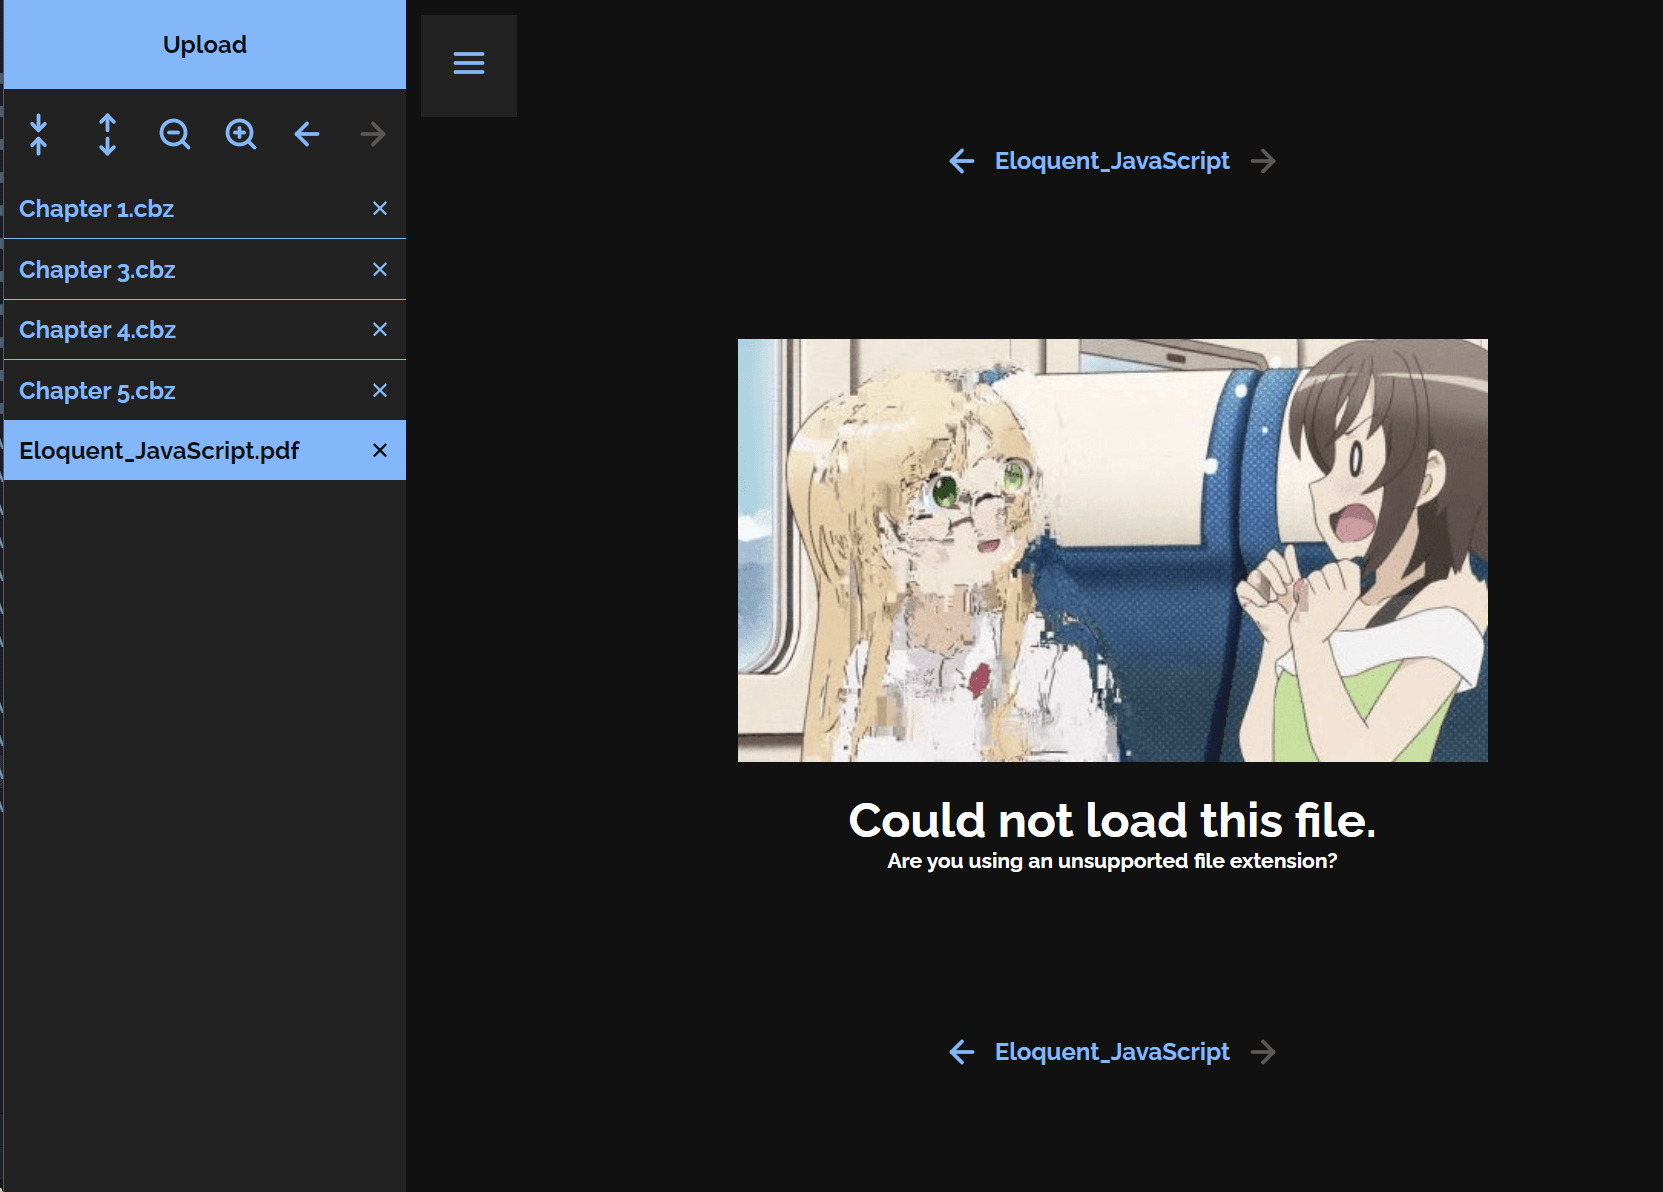 Upload
Chapter 1.cbz
Chapter 3.cbz
Chapter 4.cbz
Chapter 5.cbz
Eloquent_JavaScript.pdf
Eloquent_JavaScript
Could not load this file.
Are you using an unsupported file extension?
Eloquent_JavaScript